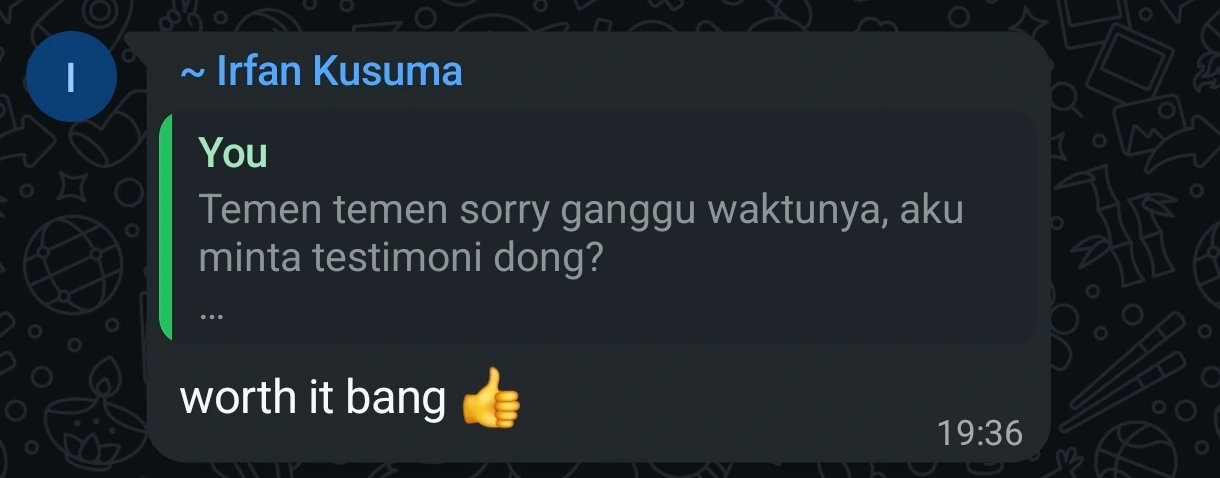 I
~ Irfan Kusuma
You
Temen temen sorry ganggu waktunya, aku
minta testimoni dong?
...
worth it bang 👍
19:36